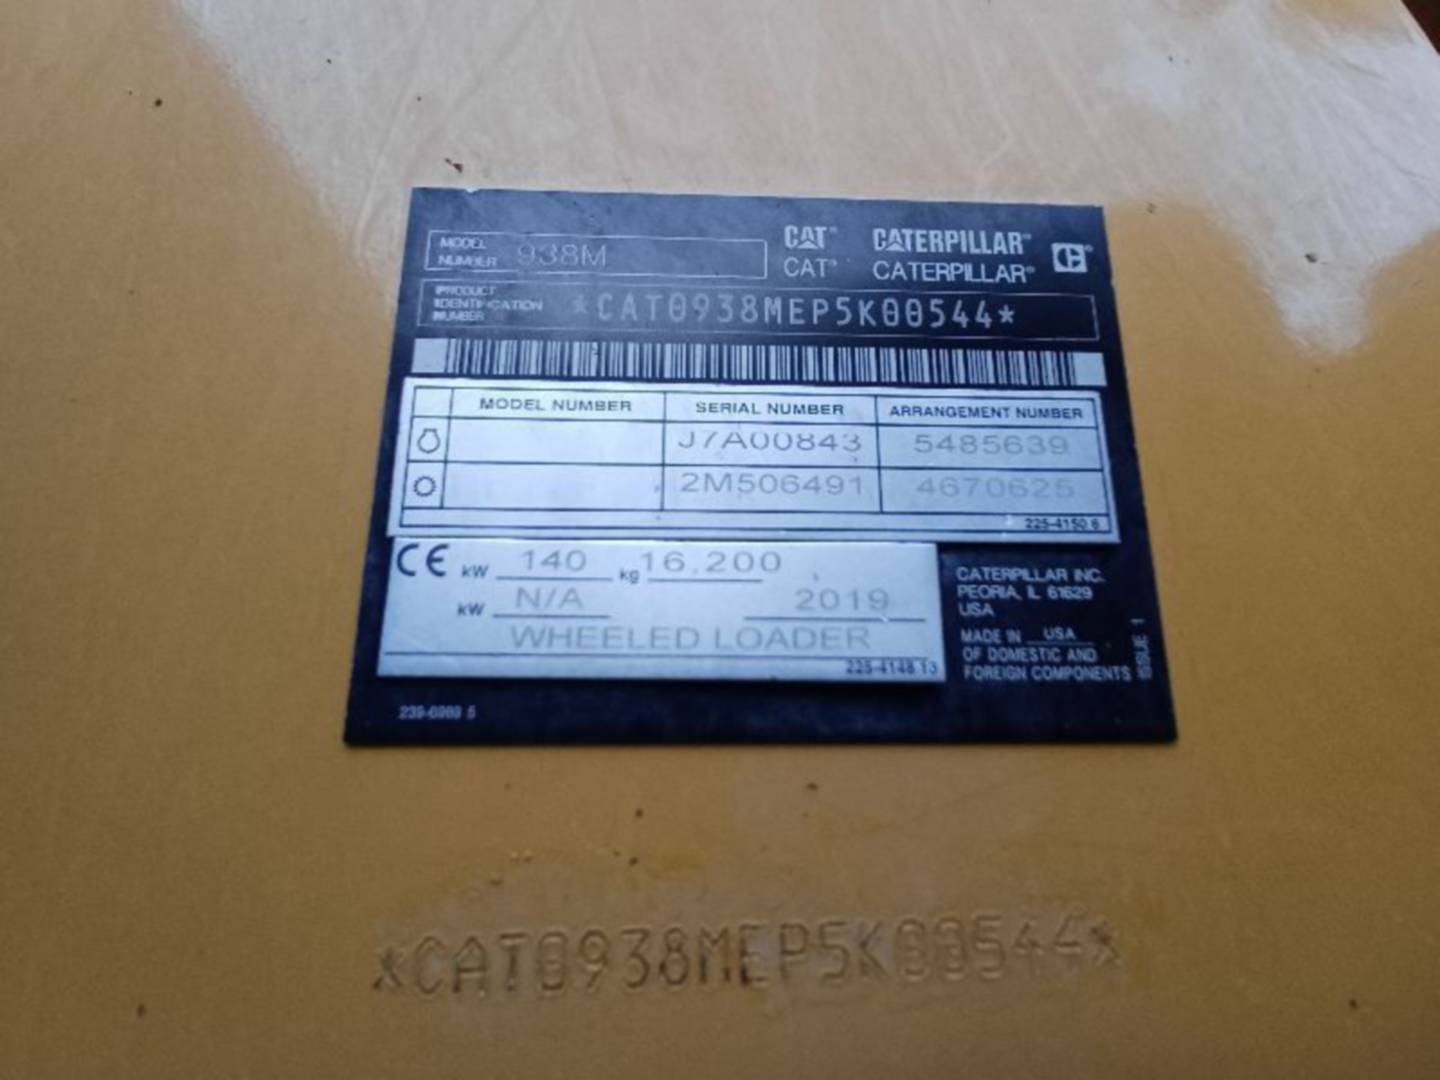 MODEL NUMBER 938M
CAT® CATERPILLAR®
CAT® CATERPILLAR®
PRODUCT IDENTIFICATION NUMBER *CAT0938MEP5K00544*
MODEL NUMBER SERIAL NUMBER ARRANGEMENT NUMBER
J7A00843 5485639
2M506491 4670625
225-4150 6
CE kW 140 kg 16,200
kW N/A 2019
WHEELED LOADER
225-4148 13
CATERPILLAR INC.
PEORIA, IL 61629
USA
MADE IN USA
OF DOMESTIC AND
FOREIGN COMPONENTS
ISSUE 1
239-6969 5
*CAT0938MEP5K00544*